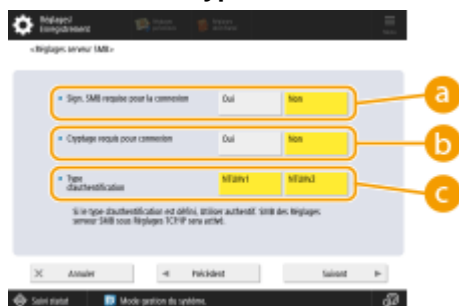 Réglages/
Enregistrement
<Réglages serveur SMB>
Sign. SMB requise pour la connexion
Oui
Non
a
Cryptage requis pour connexion
Oui
Non
b
Type
d'authentification
NTLMv1
NTLMv2
c
Si le type d'authentification est défini, Utiliser authentif. SMB des Réglages
serveur SMB sous Réglages TCP/IP sera activé.
Annuler
Précédent
Suivant
Suivi statut
Mode gestion du système.